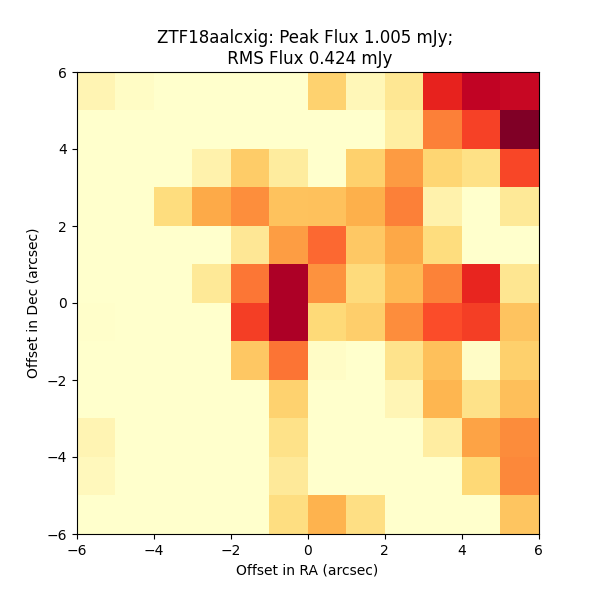 ZTF18aalcxig: Peak Flux 1.005 mJy;
RMS Flux 0.424 mJy
6
4
2
0
−2
−4
−6
Offset in Dec (arcsec)
−6 −4 −2 0 2 4 6
Offset in RA (arcsec)